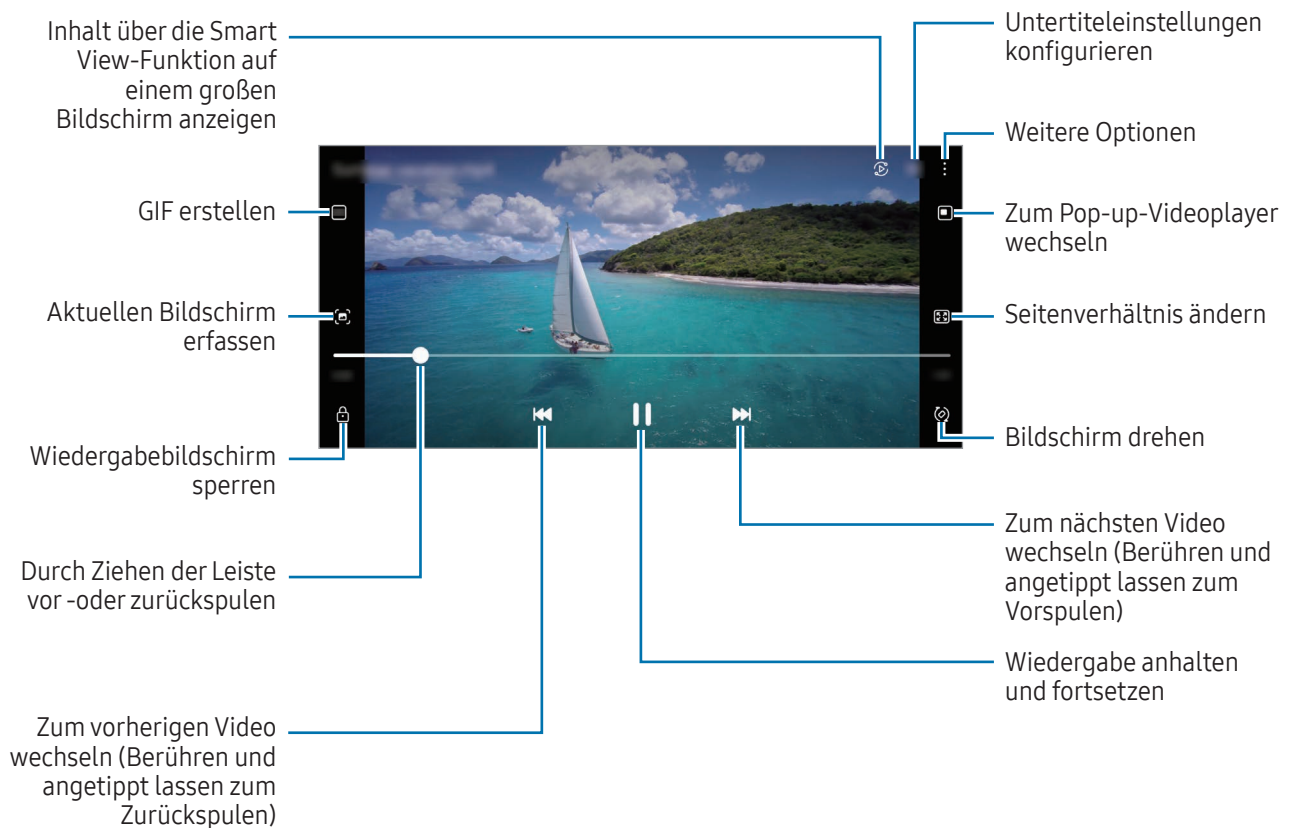 Inhalt über die Smart
View-Funktion auf
einem großen
Bildschirm anzeigen
GIF erstellen
Aktuellen Bildschirm
erfassen
Wiedergabebildschirm
sperren
Durch Ziehen der Leiste
vor -oder zurückspulen
Zum vorherigen Video
wechseln (Berühren und
angetippt lassen zum
Zurückspulen)
Untertiteleinstellungen
konfigurieren
Weitere Optionen
Zum Pop-up-Videoplayer
wechseln
Seitenverhältnis ändern
Bildschirm drehen
Zum nächsten Video
wechseln (Berühren und
angetippt lassen zum
Vorspulen)
Wiedergabe anhalten
und fortsetzen